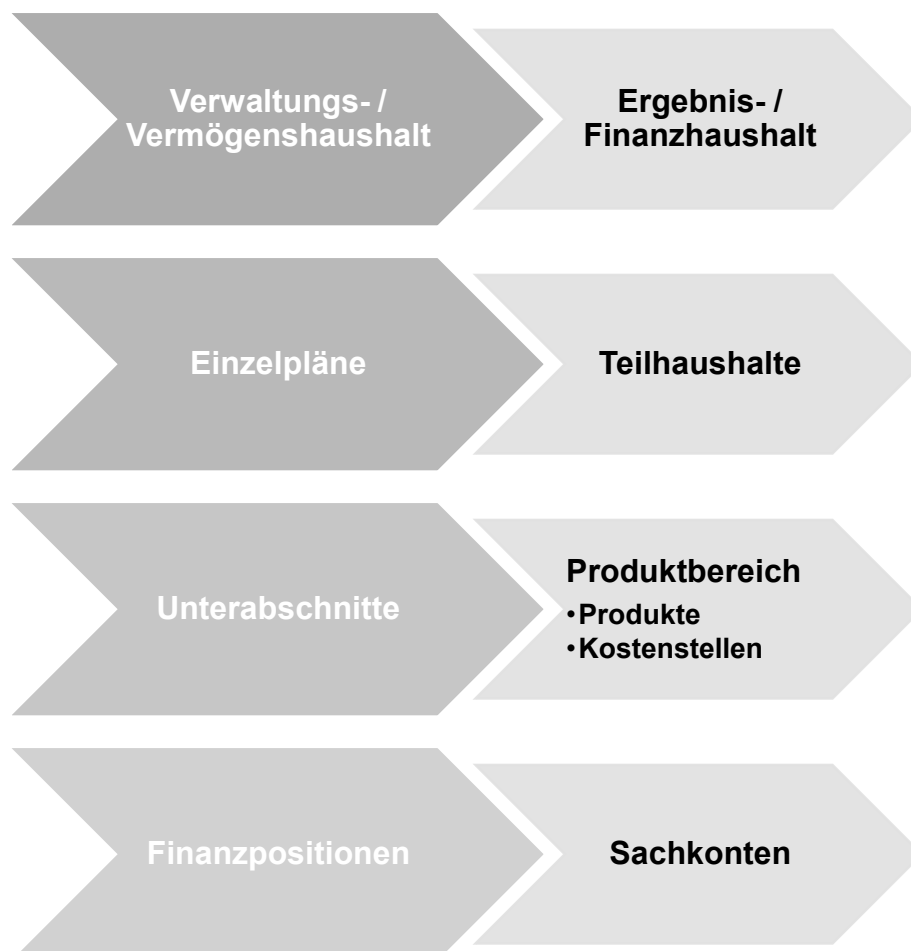 Verwaltungs- /
Vermögenshaushalt
Ergebnis- /
Finanzhaushalt
Einzelpläne
Teilhaushalte
Unterabschnitte
Produktbereich
•Produkte
•Kostenstellen
Finanzpositionen
Sachkonten